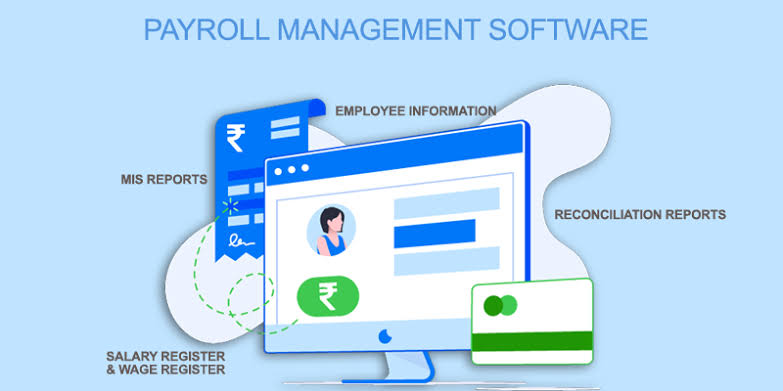 PAYROLL MANAGEMENT SOFTWARE
EMPLOYEE INFORMATION
₹
MIS REPORTS
RECONCILIATION REPORTS
₹
SALARY REGISTER
& WAGE REGISTER